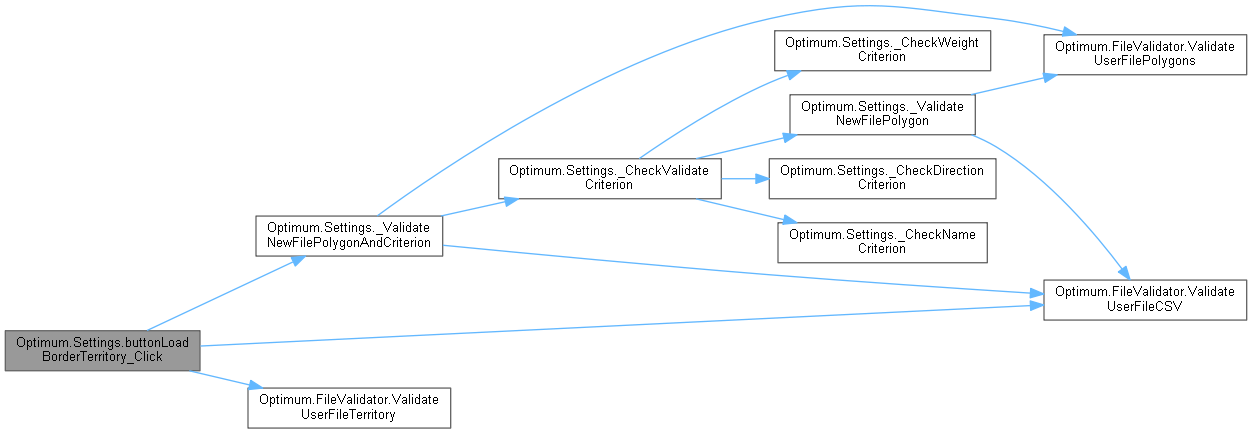 Optimum.Settings._CheckWeight
Criterion
Optimum.FileValidator.Validate
UserFilePolygons
Optimum.Settings._Validate
NewFilePolygon
Optimum.Settings._CheckValidate
Criterion
Optimum.Settings._CheckDirection
Criterion
Optimum.Settings._Validate
NewFilePolygonAndCriterion
Optimum.Settings._CheckName
Criterion
Optimum.FileValidator.Validate
UserFileCSV
Optimum.Settings.buttonLoad
BorderTerritory_Click
Optimum.FileValidator.Validate
UserFileTerritory